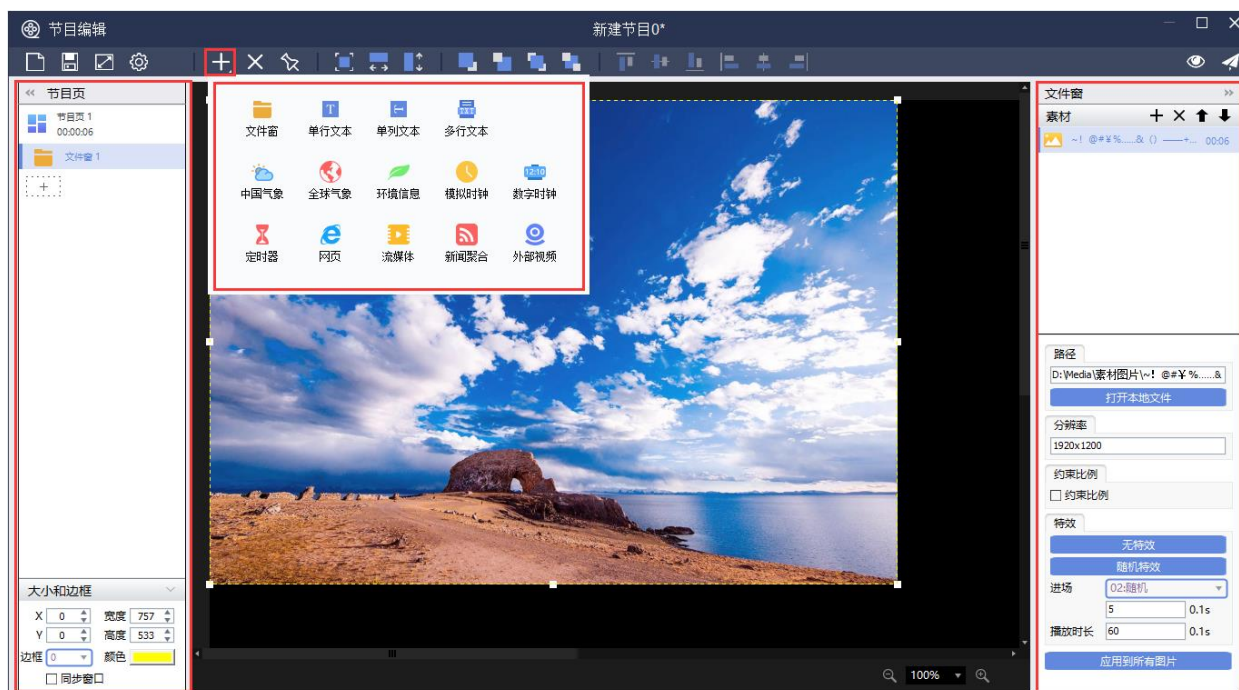 节目编辑
新建节目0*
节目页
节目页 1
00:00:06
文件窗 1
文件窗
单行文本
单列文本
多行文本
中国气象
全球气象
环境信息
模拟时钟
12:10
数字时钟
定时器
网页
流媒体
新闻聚合
外部视频
大小和边框
X 0 宽度 757
Y 0 高度 533
边框 0 颜色
同步窗口
100%
文件窗
素材
~! @#¥%……& () ——+... 00:06
路径
D:\Media\素材图片\~! @#¥%……&
打开本地文件
分辨率
1920x1200
约束比例
约束比例
特效
无特效
随机特效
进场 02:随机
5 0.1s
播放时长 60 0.1s
应用到所有图片